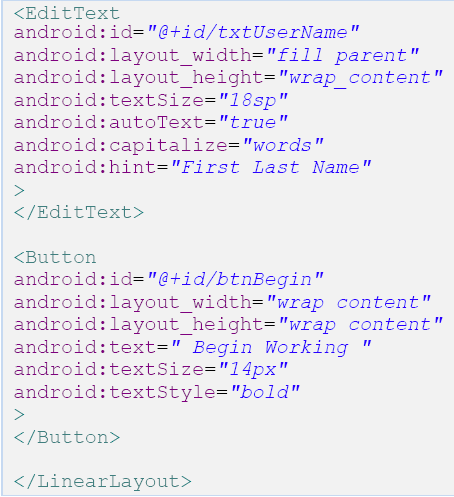 <EditText
android:id="@+id/txtUserName"
android:layout_width="fill parent"
android:layout_height="wrap_content"
android:textSize="18sp"
android:autoText="true"
android:capitalize="words"
android:hint="First Last Name"
>
</EditText>
<Button
android:id="@+id/btnBegin"
android:layout_width="wrap content"
android:layout_height="wrap content"
android:text=" Begin Working "
android:textSize="14px"
android:textStyle="bold"
>
</Button>
</LinearLayout>